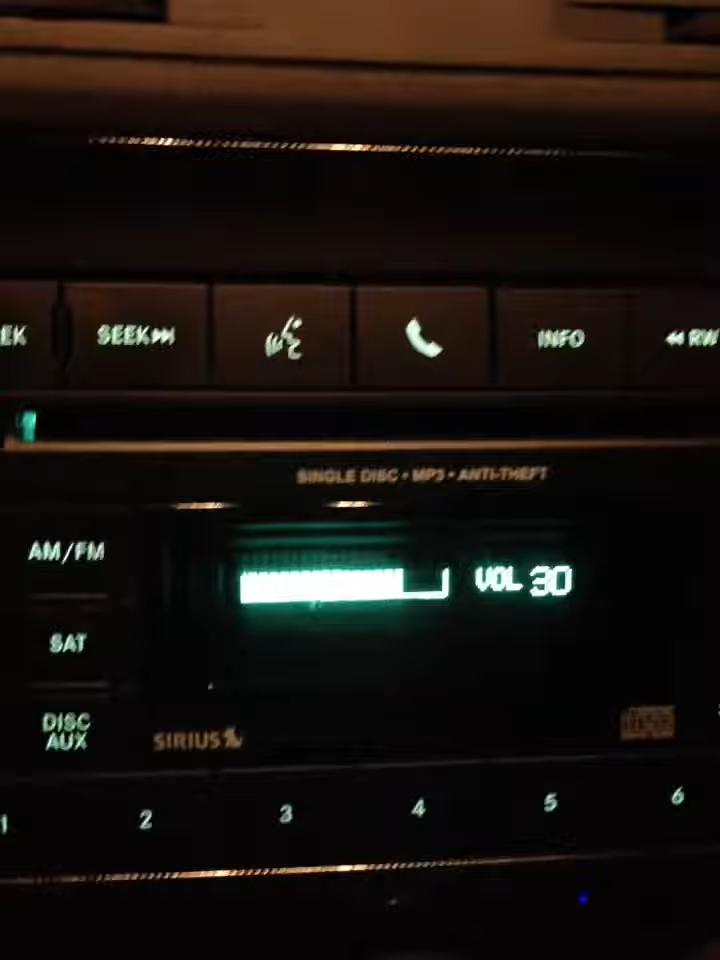 EK SEEK INFO RW
SINGLE DISC • MP3 • ANTI-THEFT
AM/FM
VOL 30
SAT
DISC
AUX
SIRIUS
1 2 3 4 5 6